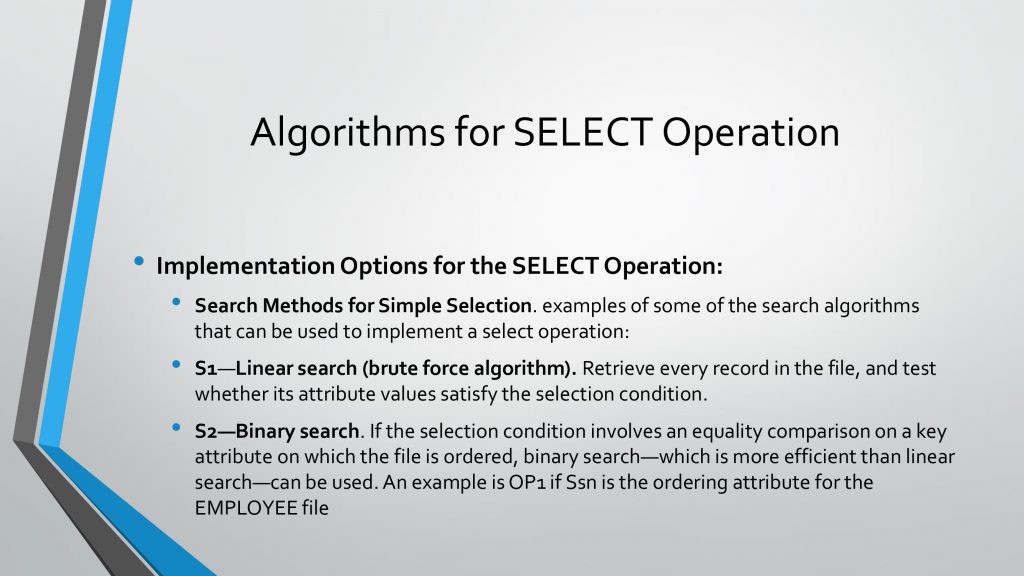 Algorithms for SELECT Operation
• Implementation Options for the SELECT Operation:
• Search Methods for Simple Selection. examples of some of the search algorithms
that can be used to implement a select operation:
• S1—Linear search (brute force algorithm). Retrieve every record in the file, and test
whether its attribute values satisfy the selection condition.
• S2—Binary search. If the selection condition involves an equality comparison on a key
attribute on which the file is ordered, binary search—which is more efficient than linear
search—can be used. An example is OP1 if Ssn is the ordering attribute for the
EMPLOYEE file